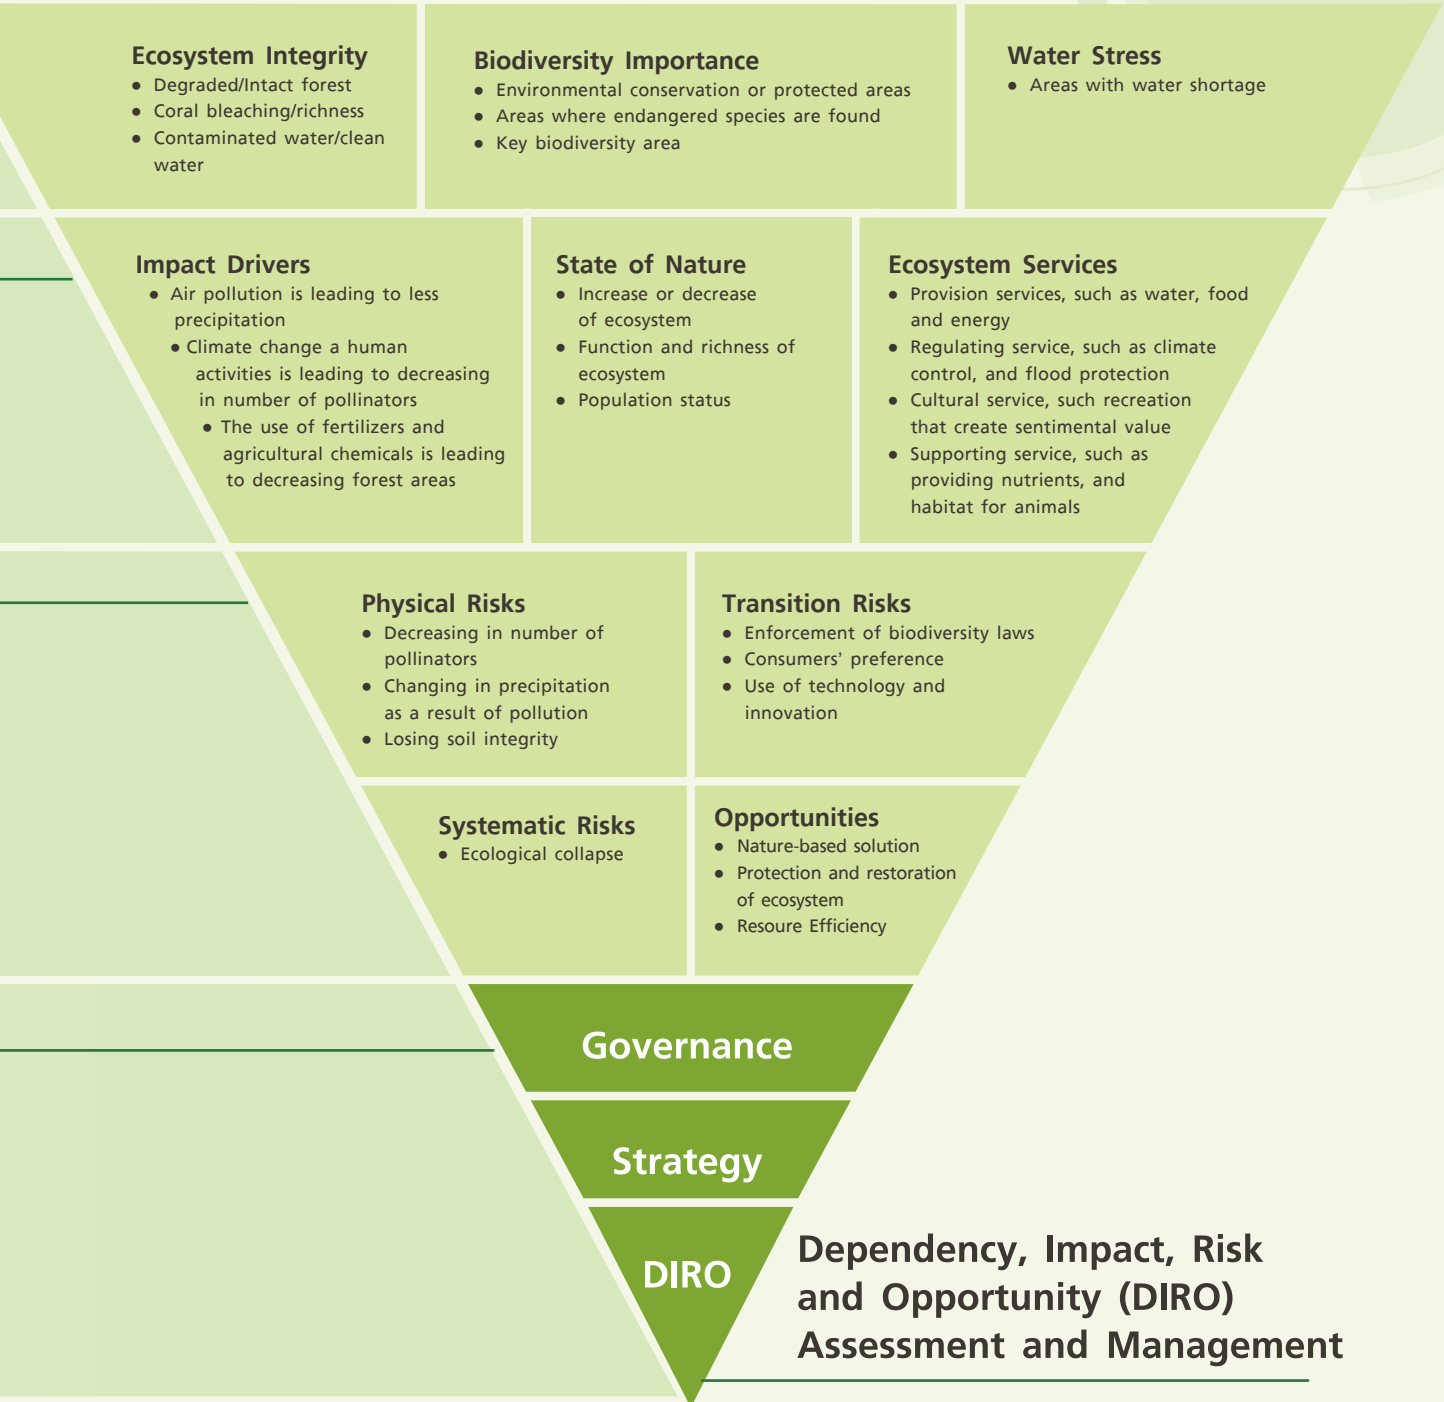 Ecosystem Integrity
● Degraded/Intact forest
● Coral bleaching/richness
● Contaminated water/clean
water
Biodiversity Importance
● Environmental conservation or protected areas
● Areas where endangered species are found
● Key biodiversity area
Water Stress
● Areas with water shortage
Impact Drivers
● Air pollution is leading to less
precipitation
● Climate change a human
activities is leading to decreasing
in number of pollinators
● The use of fertilizers and
agricultural chemicals is leading
to decreasing forest areas
State of Nature
● Increase or decrease
of ecosystem
● Function and richness of
ecosystem
● Population status
Ecosystem Services
● Provision services, such as water, food
and energy
● Regulating service, such as climate
control, and flood protection
● Cultural service, such recreation
that create sentimental value
● Supporting service, such as
providing nutrients, and
habitat for animals
Physical Risks
● Decreasing in number of
pollinators
● Changing in precipitation
as a result of pollution
● Losing soil integrity
Transition Risks
● Enforcement of biodiversity laws
● Consumers’ preference
● Use of technology and
innovation
Systematic Risks
● Ecological collapse
Opportunities
● Nature-based solution
● Protection and restoration
of ecosystem
● Resoure Efficiency
Governance
Strategy
DIRO
Dependency, Impact, Risk
and Opportunity (DIRO)
Assessment and Management